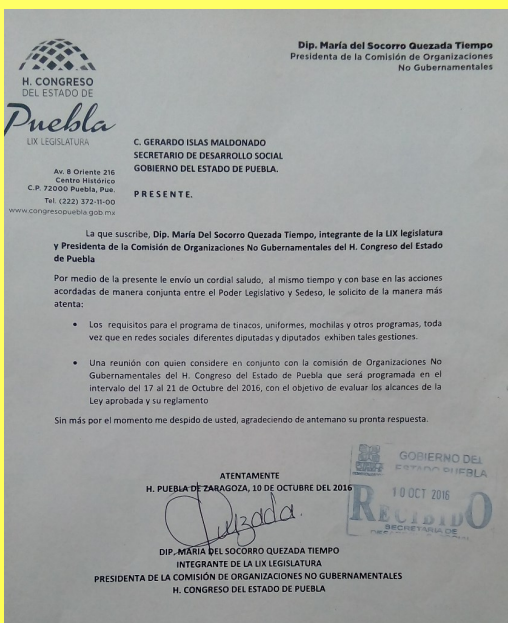 Dip. María del Socorro Quezada Tiempo
Presidenta de la Comisión de Organizaciones
No Gubernamentales
H. CONGRESO
DEL ESTADO DE
Puebla
LIX LEGISLATURA
Av. 8 Oriente 216
Centro Histórico
C.P. 72000 Puebla, Pue.
Tel. (222) 372-11-00
www.congresopuebla.gob.mx
C. GERARDO ISLAS MALDONADO
SECRETARIO DE DESARROLLO SOCIAL
GOBIERNO DEL ESTADO DE PUEBLA.
PRESENTE.
La que suscribe, Dip. María Del Socorro Quezada Tiempo, integrante de la LIX legislatura
y Presidenta de la Comisión de Organizaciones No Gubernamentales del H. Congreso del Estado
de Puebla
Por medio de la presente le envío un cordial saludo, al mismo tiempo y con base en las acciones
acordadas de manera conjunta entre el Poder Legislativo y Sedeso, le solicito de la manera más
atenta:
• Los requisitos para el programa de tinacos, uniformes, mochilas y otros programas, toda
vez que en redes sociales diferentes diputadas y diputados exhiben tales gestiones.
• Una reunión con quien considere en conjunto con la comisión de Organizaciones No
Gubernamentales del H. Congreso del Estado de Puebla que será programada en el
intervalo del 17 al 21 de Octubre del 2016, con el objetivo de evaluar los alcances de la
Ley aprobada y su reglamento
Sin más por el momento me despido de usted, agradeciendo de antemano su pronta respuesta.
ATENTAMENTE
H. PUEBLA DE ZARAGOZA, 10 DE OCTUBRE DEL 2016
Quezada.
DIP. MARIA DEL SOCORRO QUEZADA TIEMPO
INTEGRANTE DE LA LIX LEGISLATURA
PRESIDENTA DE LA COMISIÓN DE ORGANIZACIONES NO GUBERNAMENTALES
H. CONGRESO DEL ESTADO DE PUEBLA
GOBIERNO DEL
ESTADO PUEBLA
10 OCT 2016
RECIBIDO
SECRETARIA DE